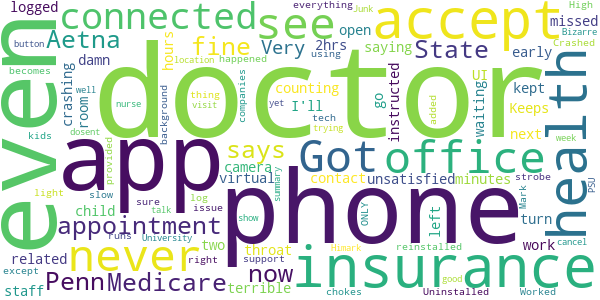 logged
connected
see
accept
everything
Junk
High
Bizarre
Crashed
missed
button
Aetna
fine
Very
2hrs
open
State
early
damn
hours
saying
using
becomes
location
happened
companies
UI
kept
well
crashing
room
counting
I'll
go
instructed
waiting
Keeps
next
week
even
doctor
health
nurse
thing
visit
yet
tech
trying
kids
dosent
background
app
phone
Got
office
added
says
camera
virtual
contact
unsatisfied
minutes
strobe
light
slow
provided
sure
log
issue
summary
ONLY
left
Mark
PSU
child
appointment
talk
show
reinstalled
turn
cancel
related
runs
University
two
throat
never
right
support
Himark
work
except
staff
Penn
Medicare
now
terrible
insurance
chokes
good
Uninstalled
Worked